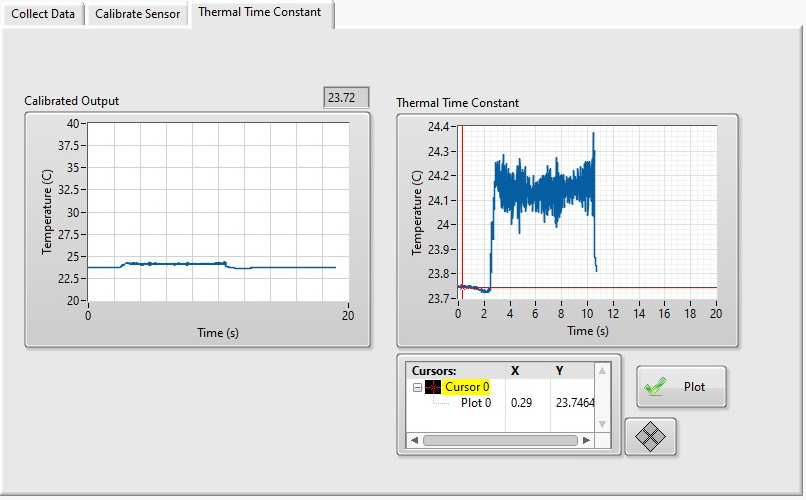 Collect Data
Calibrate Sensor
Thermal Time Constant
Calibrated Output
23.72
40
37.5
35
32.5
30
27.5
25
22.5
20
Temperature (C)
0
20
Time (s)
Thermal Time Constant
24.4
24.3
24.2
24.1
24
23.9
23.8
23.7
Temperature (C)
0 2 4 6 8 10 12 14 16 18 20
Time (s)
Cursors: X Y
Cursor 0
Plot 0 0.29 23.7464
Plot